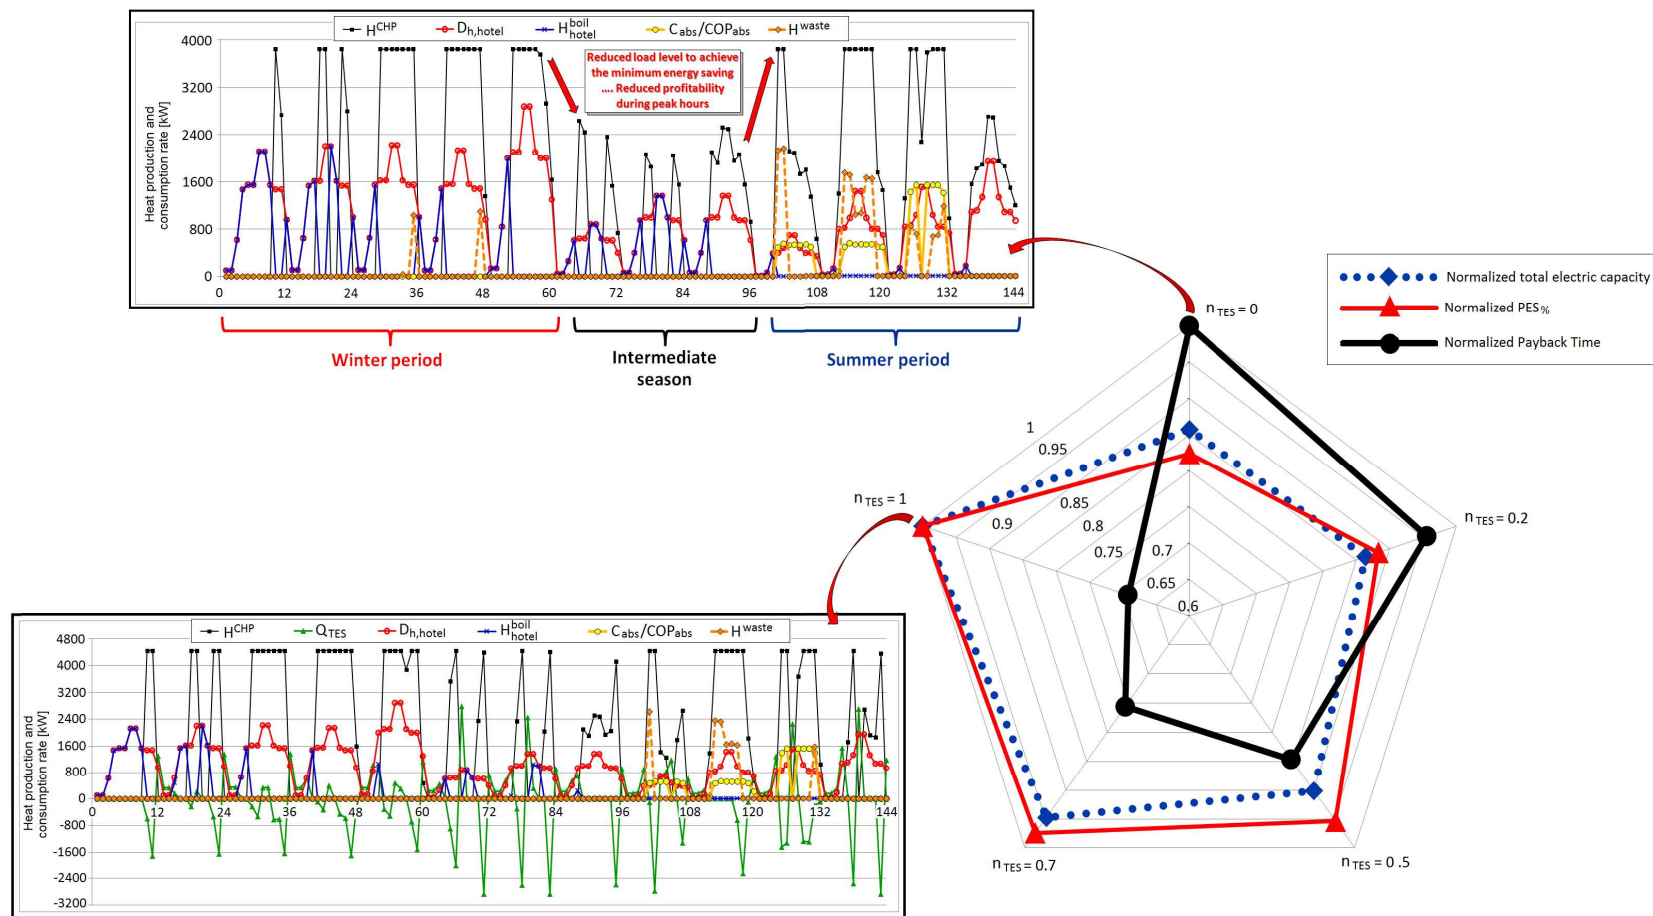 H^CHP D_h,hotel H^boil_hotel C_abs/COP_abs H^waste
Heat production and
consumption rate [kW]
4000
3200
2400
1600
800
0
0 12 24 36 48 60 72 84 96 108 120 132 144
Reduced load level to achieve
the minimum energy saving
.... Reduced profitability
during peak hours
Winter period
Intermediate
season
Summer period
Normalized total electric capacity
Normalized PES%
Normalized Payback Time
n TES = 0
n TES = 0.2
n TES = 0 .5
n TES = 0.7
n TES = 1
1
0.95
0.9
0.85
0.8
0.75
0.7
0.65
0.6
H^CHP Q_TES D_h,hotel H^boil_hotel C_abs/COP_abs H^waste
Heat production and
consumption rate [kW]
4800
4000
3200
2400
1600
800
0
-800
-1600
-2400
-3200
0 12 24 36 48 60 72 84 96 108 120 132 144